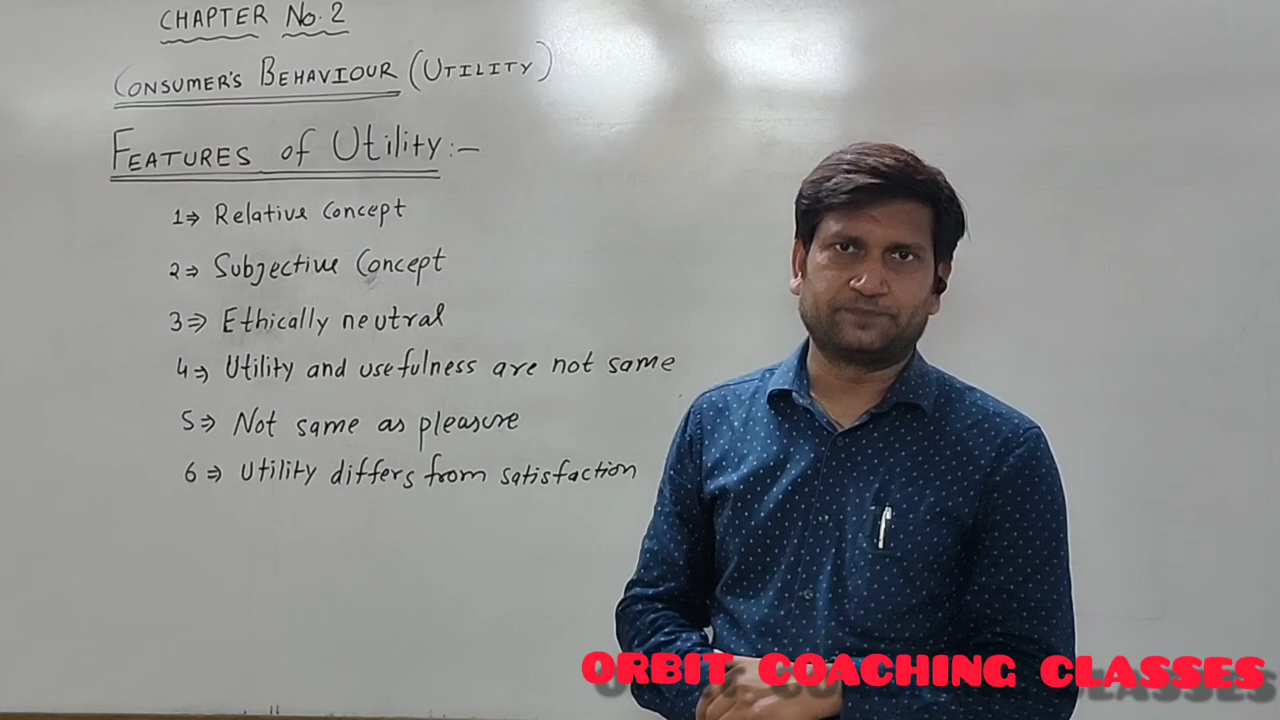 CHAPTER No. 2
CONSUMER'S BEHAVIOUR (UTILITY)
FEATURES of Utility:-
1⇒ Relative Concept
2⇒ Subjective Concept
3⇒ Ethically neutral
4⇒ Utility and usefulness are not same
5⇒ Not same as pleasure
6⇒ Utility differs from satisfaction
ORBIT COACHING CLASSES